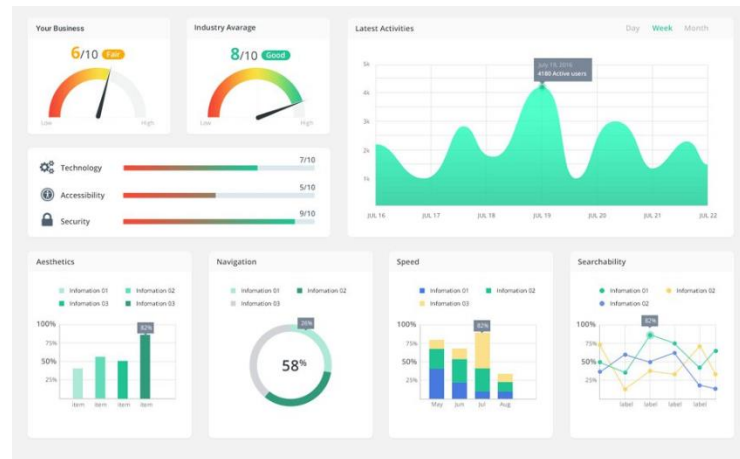 Your Business
6/10 Fair
Low High
Industry Avarage
8/10 Good
Low High
Technology 7/10
Accessibility 5/10
Security 9/10
Latest Activities
Day Week Month
July 19, 2016
4180 Active users
5k
4k
3k
2k
1k
JUL 16 JUL 17 JUL 18 JUL 19 JUL 20 JUL 21 JUL 22
Aesthetics
Infomation 01 Infomation 02
Infomation 03 Infomation 03
100%
75%
50%
25%
82%
item item item item
Navigation
Infomation 01 Infomation 02
Infomation 03
26%
58%
Speed
Infomation 01 Infomation 02
Infomation 03
100%
75%
50%
25%
82%
May Jun Jul Aug
Searchability
Infomation 01 Infomation 02
Infomation 02
100%
75%
50%
25%
82%
label label label label